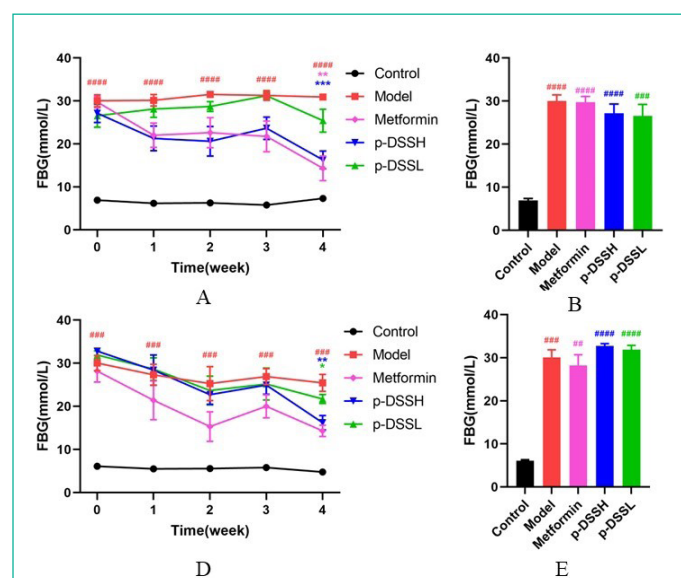 ####
####
####
####
####
**
***
40
30
20
10
0
FBG(mmol/L)
0 1 2 3 4
Time(week)
Control
Model
Metformin
p-DSSH
p-DSSL
A
40
30
20
10
0
FBG(mmol/L)
####
####
####
###
Control
Model
Metformin
p-DSSH
p-DSSL
B
###
###
###
###
###
**
*
40
30
20
10
0
FBG(mmol/L)
0 1 2 3 4
Time(week)
Control
Model
Metformin
p-DSSH
p-DSSL
D
40
30
20
10
0
FBG(mmol/L)
###
##
####
####
Control
Model
Metformin
p-DSSH
p-DSSL
E